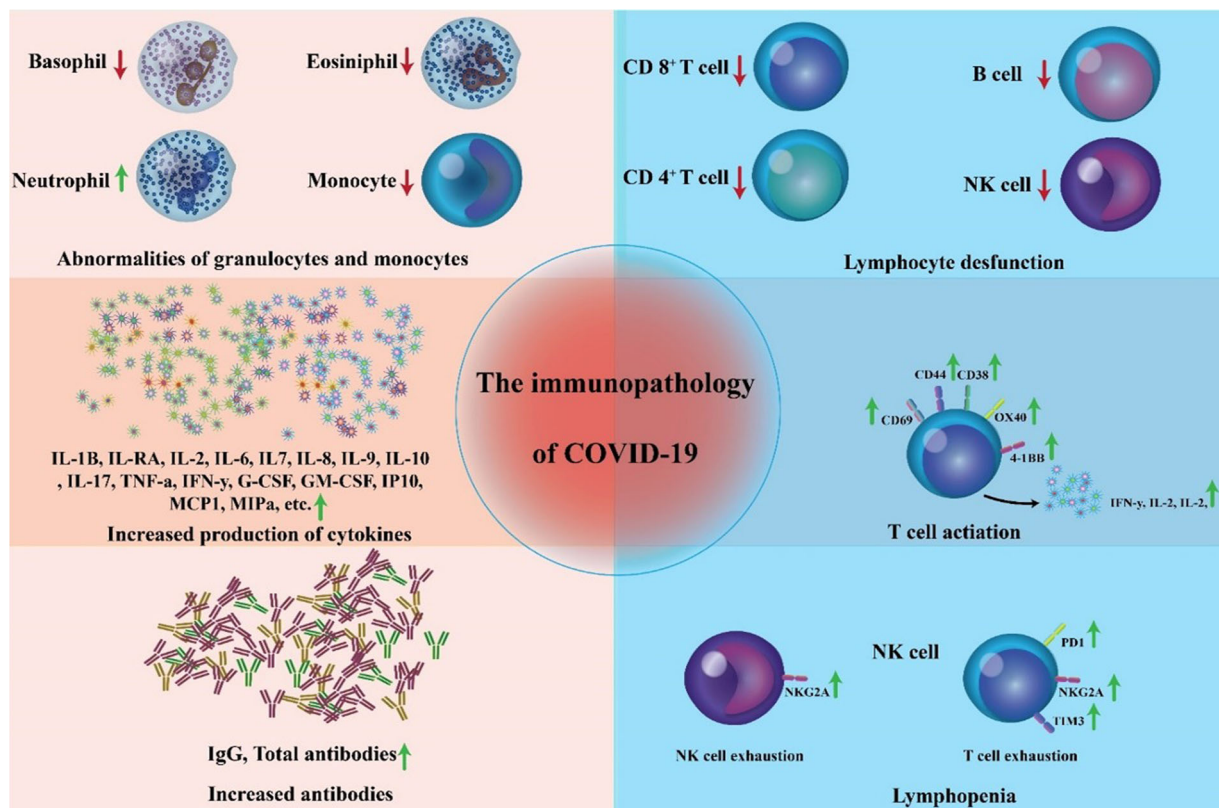 Basophil
Eosiniphil
Neutrophil
Monocyte
Abnormalities of granulocytes and monocytes
CD 8+ T cell
B cell
CD 4+ T cell
NK cell
Lymphocyte desfunction
The immunopathology
of COVID-19
IL-1B, IL-RA, IL-2, IL-6, IL7, IL-8, IL-9, IL-10
, IL-17, TNF-a, IFN-y, G-CSF, GM-CSF, IP10,
MCP1, MIPa, etc.
Increased production of cytokines
CD44
CD38
CD69
OX40
4-1BB
IFN-y, IL-2, IL-2,
T cell actiation
IgG, Total antibodies
Increased antibodies
NK cell
PD1
NKG2A
NKG2A
TIM3
NK cell exhaustion
T cell exhaustion
Lymphopenia